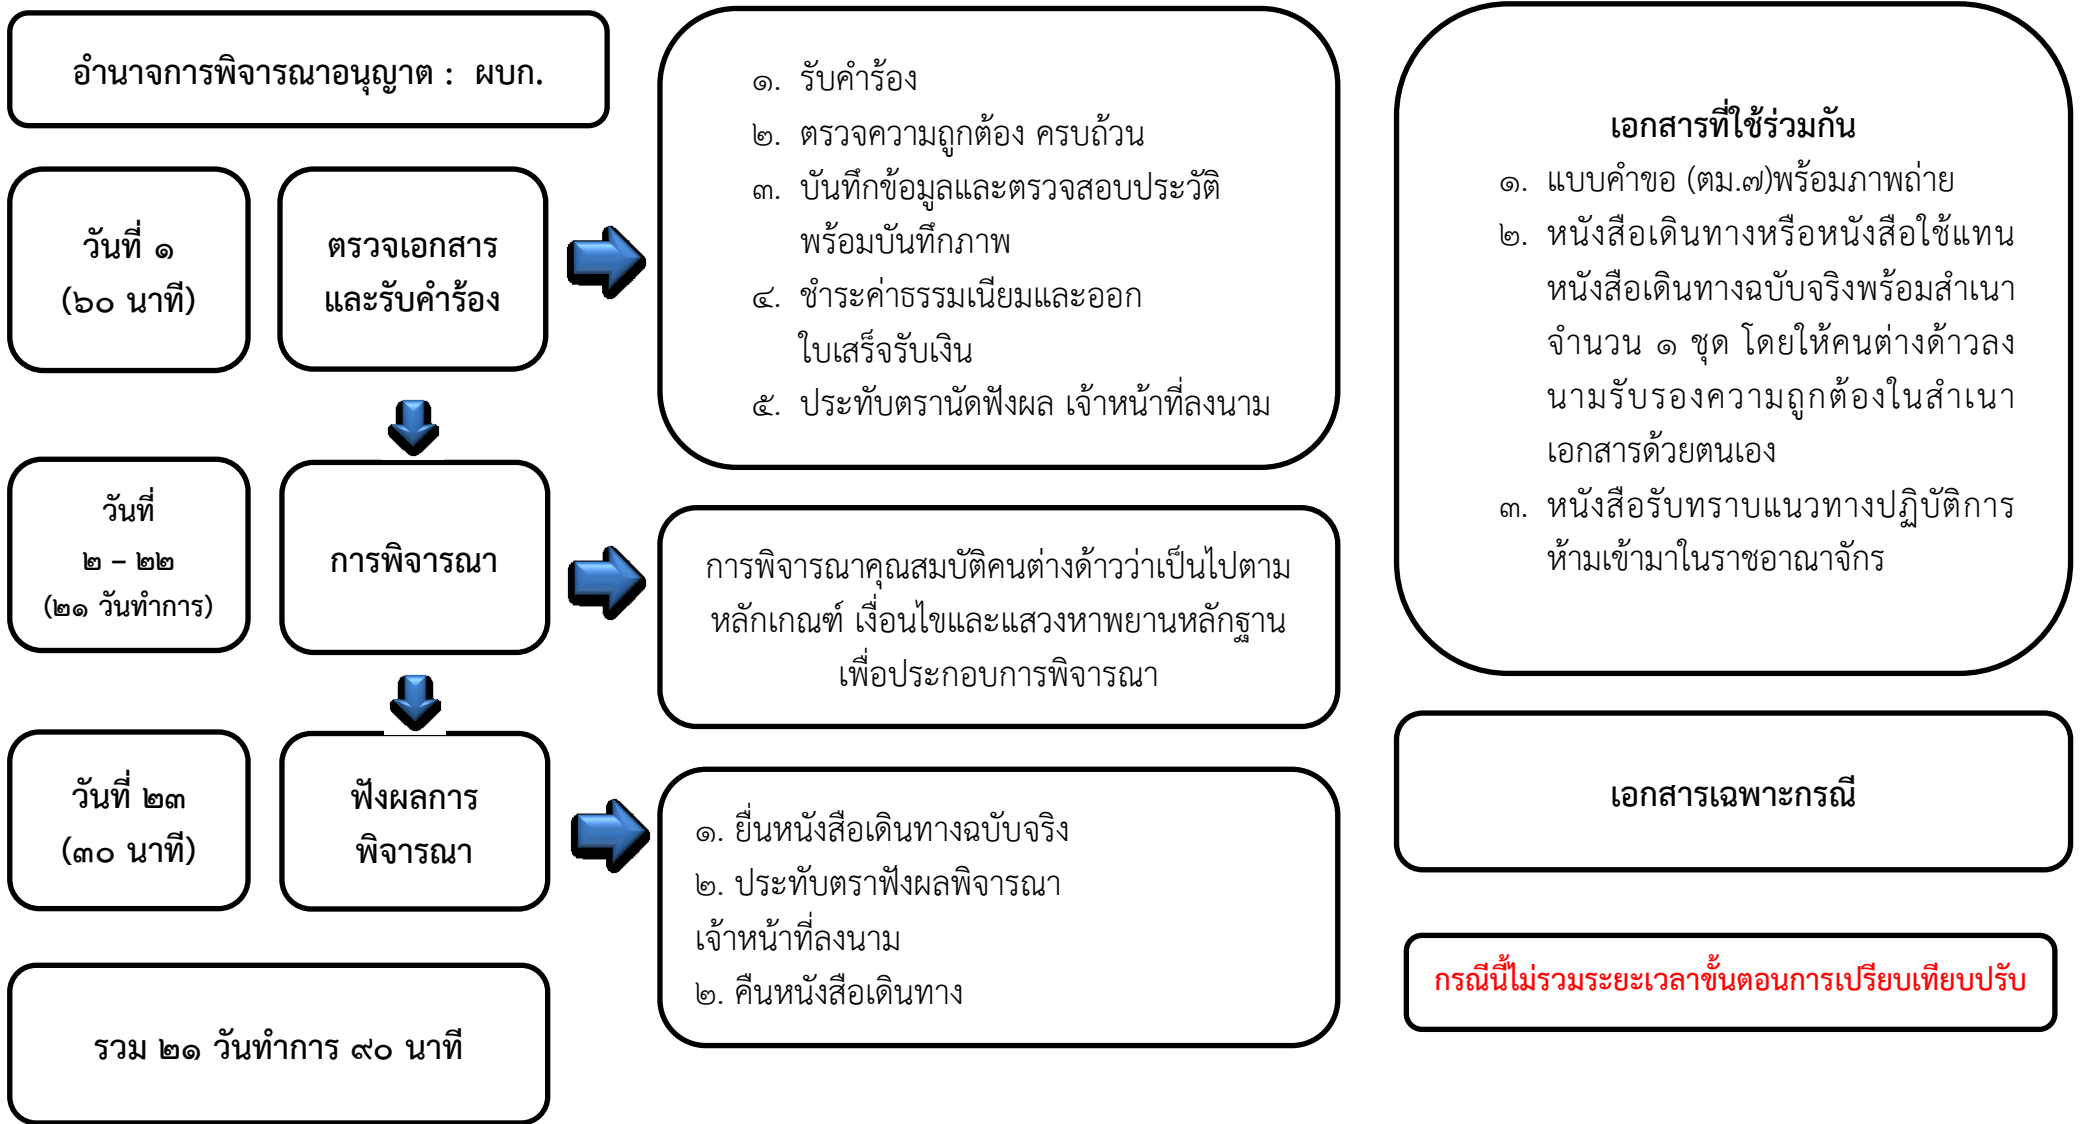 อำนาจการพิจารณาอนุญาต : ผบก.
วันที่ ๑
(๖๐ นาที)
ตรวจเอกสาร
และรับคำร้อง
๑. รับคำร้อง
๒. ตรวจความถูกต้อง ครบถ้วน
๓. บันทึกข้อมูลและตรวจสอบประวัติ
พร้อมบันทึกภาพ
๔. ชำระค่าธรรมเนียมและออก
ใบเสร็จรับเงิน
๕. ประทับตรานัดฟังผล เจ้าหน้าที่ลงนาม
วันที่
๒ – ๒๒
(๒๑ วันทำการ)
การพิจารณา
การพิจารณาคุณสมบัติคนต่างด้าวว่าเป็นไปตาม
หลักเกณฑ์ เงื่อนไขและแสวงหาพยานหลักฐาน
เพื่อประกอบการพิจารณา
วันที่ ๒๓
(๓๐ นาที)
ฟังผลการ
พิจารณา
๑. ยื่นหนังสือเดินทางฉบับจริง
๒. ประทับตราฟังผลพิจารณา
เจ้าหน้าที่ลงนาม
๒. คืนหนังสือเดินทาง
รวม ๒๑ วันทำการ ๙๐ นาที
เอกสารที่ใช้ร่วมกัน
๑. แบบคำขอ (ตม.๗)พร้อมภาพถ่าย
๒. หนังสือเดินทางหรือหนังสือใช้แทน
หนังสือเดินทางฉบับจริงพร้อมสำเนา
จำนวน ๑ ชุด โดยให้คนต่างด้าวลง
นามรับรองความถูกต้องในสำเนา
เอกสารด้วยตนเอง
๓. หนังสือรับทราบแนวทางปฏิบัติการ
ห้ามเข้ามาในราชอาณาจักร
เอกสารเฉพาะกรณี
กรณีนี้ไม่รวมระยะเวลาขั้นตอนการเปรียบเทียบปรับ